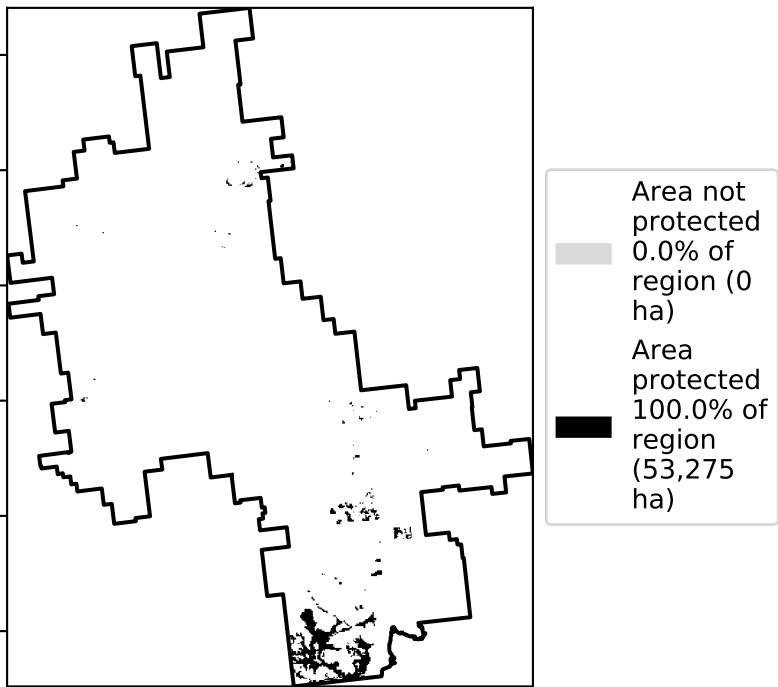 Area not
protected
0.0% of
region (0
ha)
Area
protected
100.0% of
region
(53,275
ha)